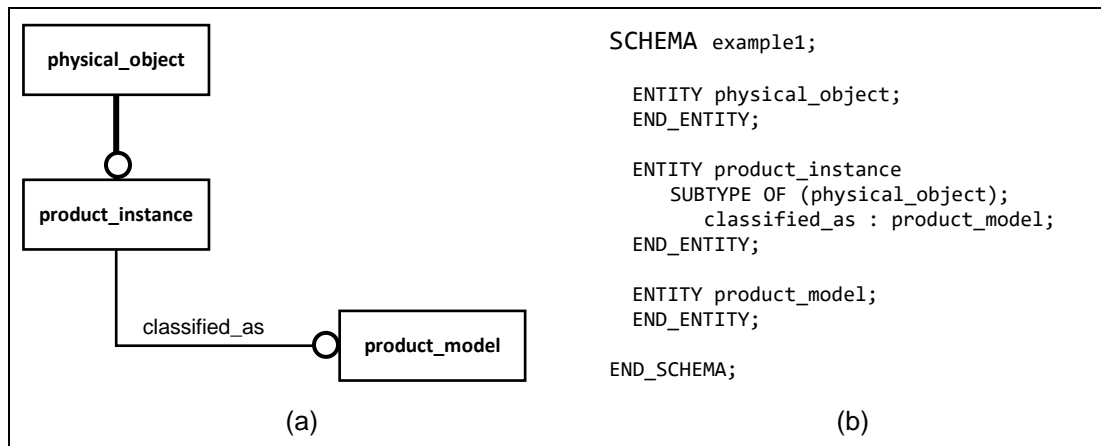 physical_object
product_instance
classified_as
product_model
(a)
SCHEMA example1;
ENTITY physical_object;
END_ENTITY;
ENTITY product_instance
SUBTYPE OF (physical_object);
classified_as : product_model;
END_ENTITY;
ENTITY product_model;
END_ENTITY;
END_SCHEMA;
(b)